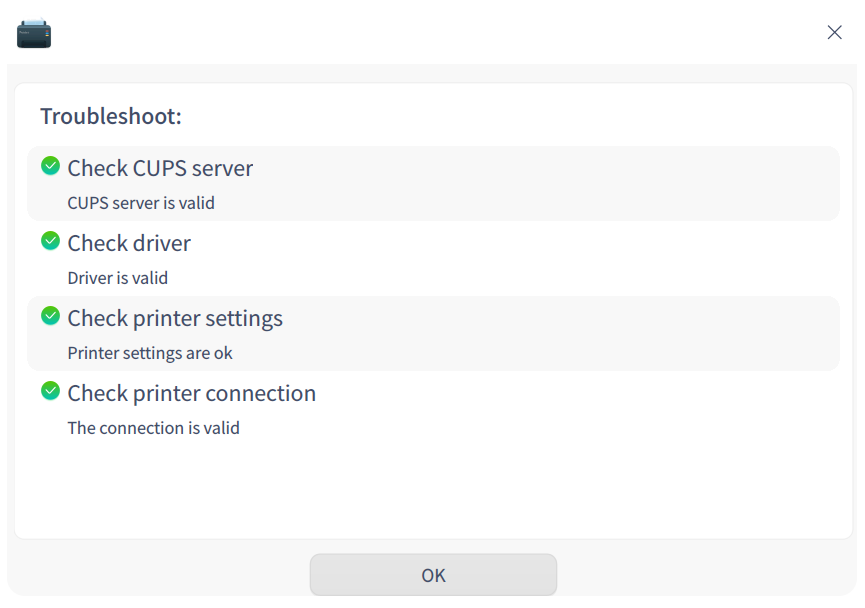 Troubleshoot:
Check CUPS server
CUPS server is valid
Check driver
Driver is valid
Check printer settings
Printer settings are ok
Check printer connection
The connection is valid
OK